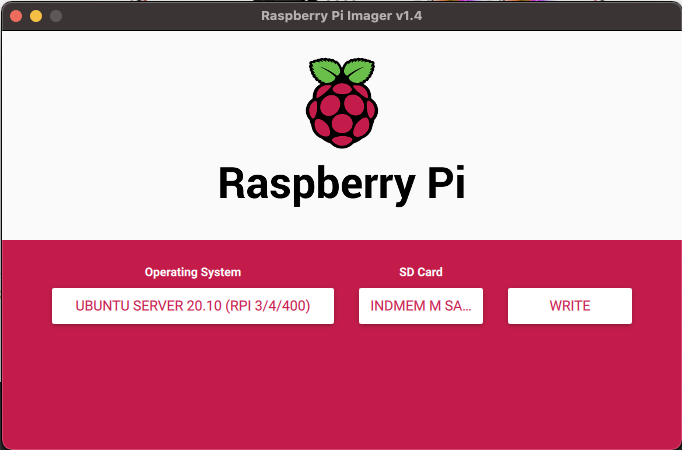 Raspberry Pi Imager v1.4
Raspberry Pi
Operating System
SD Card
UBUNTU SERVER 20.10 (RPI 3/4/400)
INDMEM M SA...
WRITE